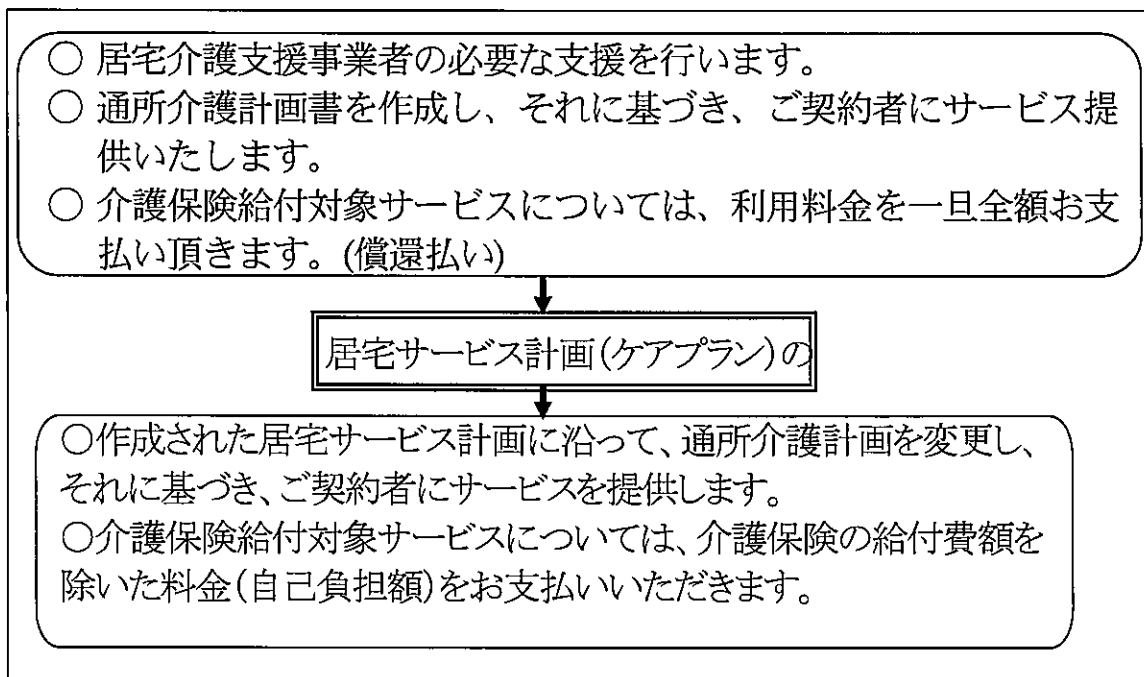 ○ 居宅介護支援事業者の必要な支援を行います。
○ 通所介護計画書を作成し、それに基づき、ご契約者にサービス提
供いたします。
○ 介護保険給付対象サービスについては、利用料金を一旦全額お支
払い頂きます。(償還払い)
居宅サービス計画(ケアプラン)の
○作成された居宅サービス計画に沿って、通所介護計画を変更し、
それに基づき、ご契約者にサービスを提供します。
○介護保険給付対象サービスについては、介護保険の給付費額を
除いた料金(自己負担額)をお支払いいただきます。